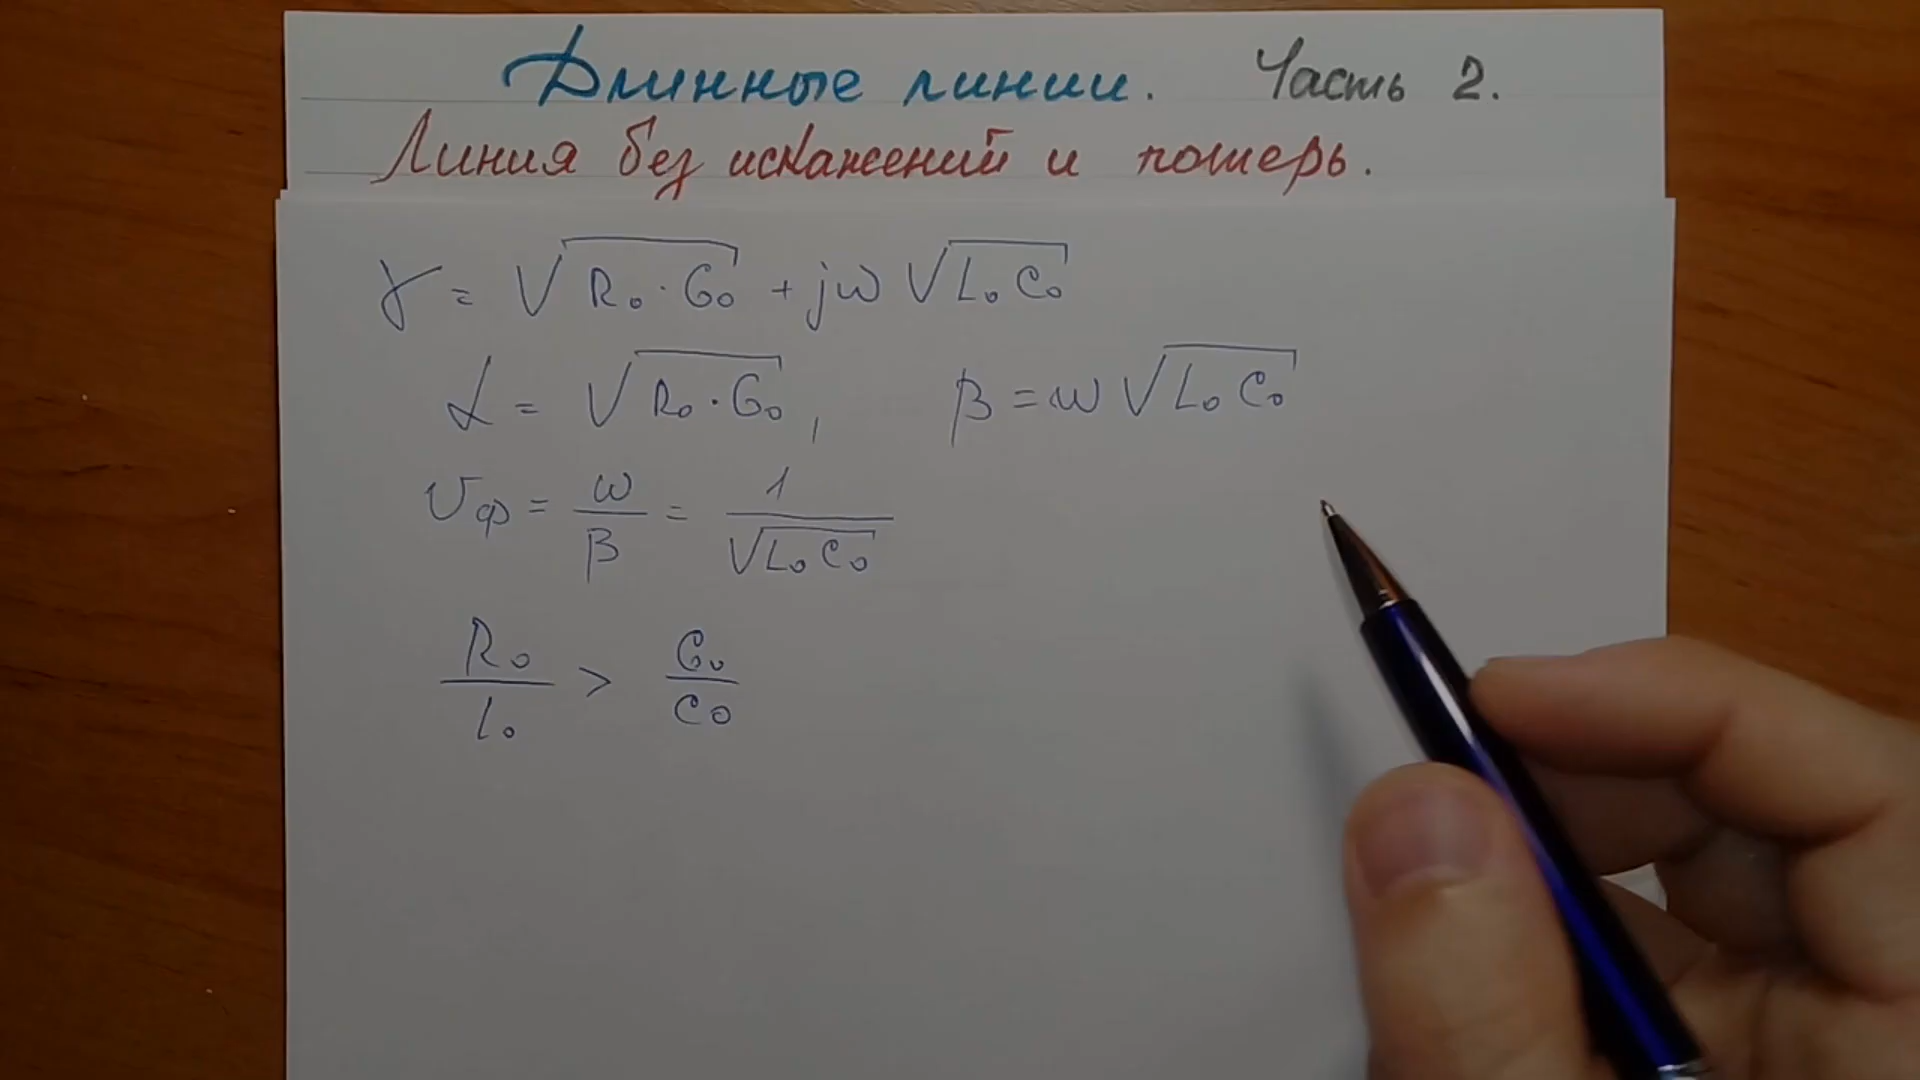 Длинные линии. Часть 2.
Линия без искажений и потерь.
γ = √(R₀·G₀) + jω √(L₀C₀)
α = √(R₀·G₀), β = ω √(L₀C₀)
υф = ω/β = 1/√(L₀C₀)
R₀/L₀ > G₀/C₀